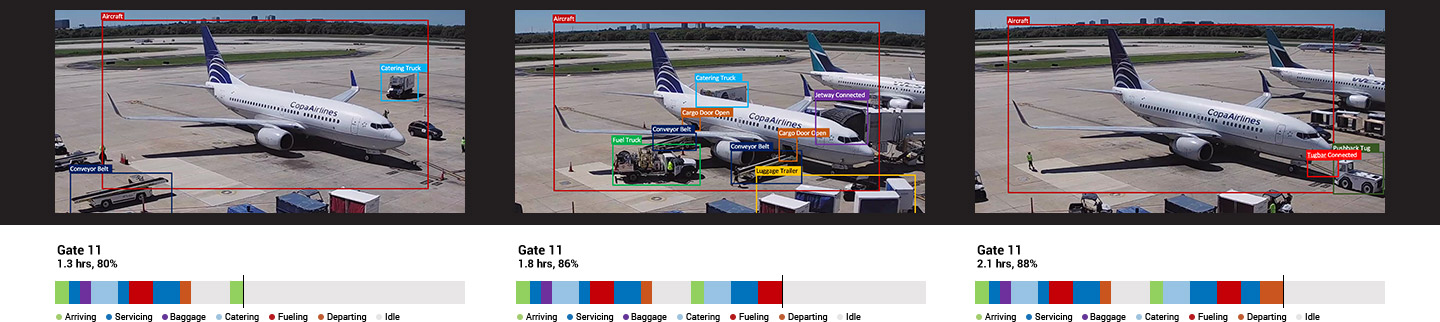 Aircraft
Catering Truck
CopaAirlines
Conveyor Belt
Aircraft
Catering Truck
Jetway Connected
Cargo Door Open
CopaAirlines
Conveyor Belt
Cargo Door Open
Fuel Truck
Conveyor Belt
Luggage Trailer
Aircraft
CopaAirlines
Pushback Tug
Tugbar Connected
Gate 11
1.3 hrs, 80%
Arriving Servicing Baggage Catering Fueling Departing Idle
Gate 11
1.8 hrs, 86%
Arriving Servicing Baggage Catering Fueling Departing Idle
Gate 11
2.1 hrs, 88%
Arriving Servicing Baggage Catering Fueling Departing Idle